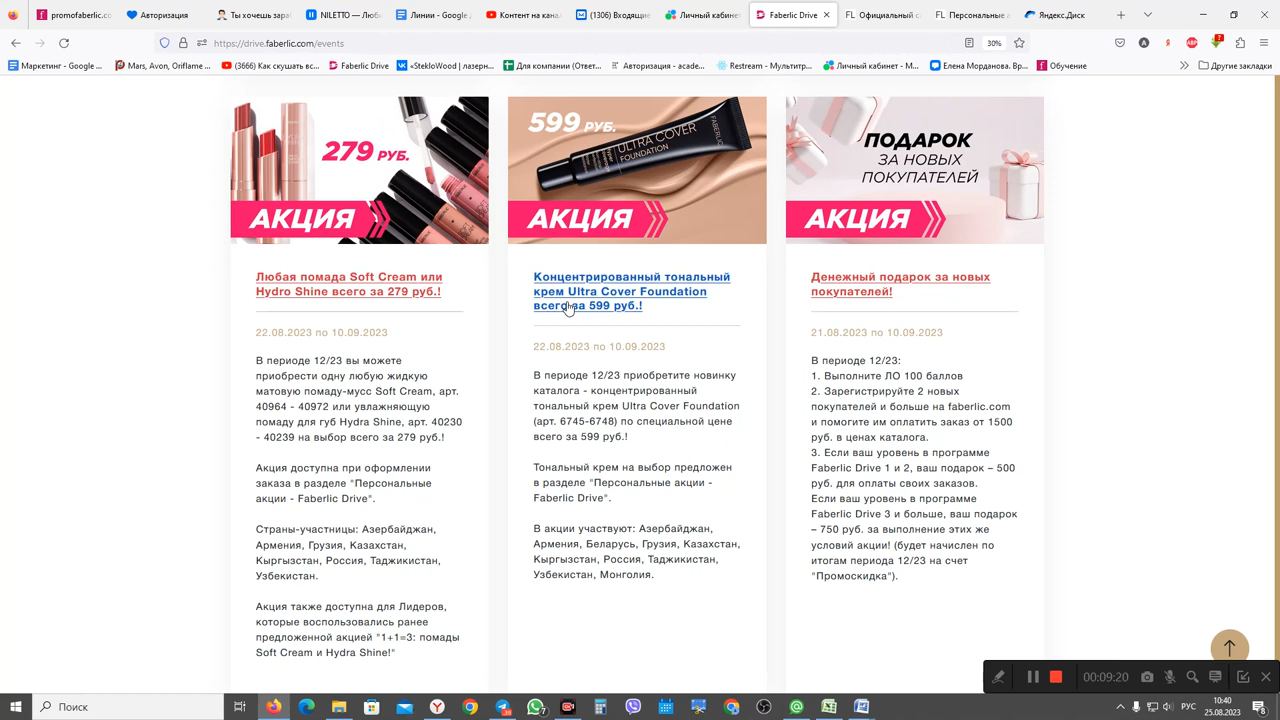 promofaberlic.co
Авторизация
Ты хочешь зара
NILETTO — Люб
Линии - Google
Контент на кана
(1306) Входящие
Личный кабинет
Faberlic Drive
Официальный с
Персональные а
Яндекс.Диск
https://drive.faberlic.com/events
30%
Маркетинг - Google ...
Mars, Avon, Oriflame ...
(3666) Как скушать вс...
Faberlic Drive
«StekloWood | лазерн...
Для компании (Ответ...
Авторизация - acade...
Restream - Мультитр...
Личный кабинет - М...
Елена Морданова. Вр...
Обучение
Другие закладки
279 РУБ.
АКЦИЯ
Любая помада Soft Cream или
Hydro Shine всего за 279 руб.!
22.08.2023 по 10.09.2023
В периоде 12/23 вы можете
приобрести одну любую жидкую
матовую помаду-мусс Soft Cream, арт.
40964 - 40972 или увлажняющую
помаду для губ Hydra Shine, арт. 40230
- 40239 на выбор всего за 279 руб.!
Акция доступна при оформлении
заказа в разделе "Персональные
акции - Faberlic Drive".
Страны-участницы: Азербайджан,
Армения, Грузия, Казахстан,
Кыргызстан, Россия, Таджикистан,
Узбекистан.
Акция также доступна для Лидеров,
которые воспользовались ранее
предложенной акцией "1+1=3: помады
Soft Cream и Hydra Shine!"
599 РУБ.
ULTRA COVER
FOUNDATION
FABERLIC
АКЦИЯ
Концентрированный тональный
крем Ultra Cover Foundation
всего за 599 руб.!
22.08.2023 по 10.09.2023
В периоде 12/23 приобретите новинку
каталога - концентрированный
тональный крем Ultra Cover Foundation
(арт. 6745-6748) по специальной цене
всего за 599 руб.!
Тональный крем на выбор предложен
в разделе "Персональные акции -
Faberlic Drive".
В акции участвуют: Азербайджан,
Армения, Беларусь, Грузия, Казахстан,
Кыргызстан, Россия, Таджикистан,
Узбекистан, Монголия.
ПОДАРОК
ЗА НОВЫХ
ПОКУПАТЕЛЕЙ
АКЦИЯ
Денежный подарок за новых
покупателей!
21.08.2023 по 10.09.2023
В периоде 12/23:
1. Выполните ЛО 100 баллов
2. Зарегистрируйте 2 новых
покупателей и больше на faberlic.com
и помогите им оплатить заказ от 1500
руб. в ценах каталога.
3. Если ваш уровень в программе
Faberlic Drive 1 и 2, ваш подарок – 500
руб. для оплаты своих заказов.
Если ваш уровень в программе
Faberlic Drive 3 и больше, ваш подарок
– 750 руб. за выполнение этих же
условий акции! (будет начислен по
итогам периода 12/23 на счет
"Промоскидка").
00:09:20
Поиск
РУС
10:40
25.08.2023